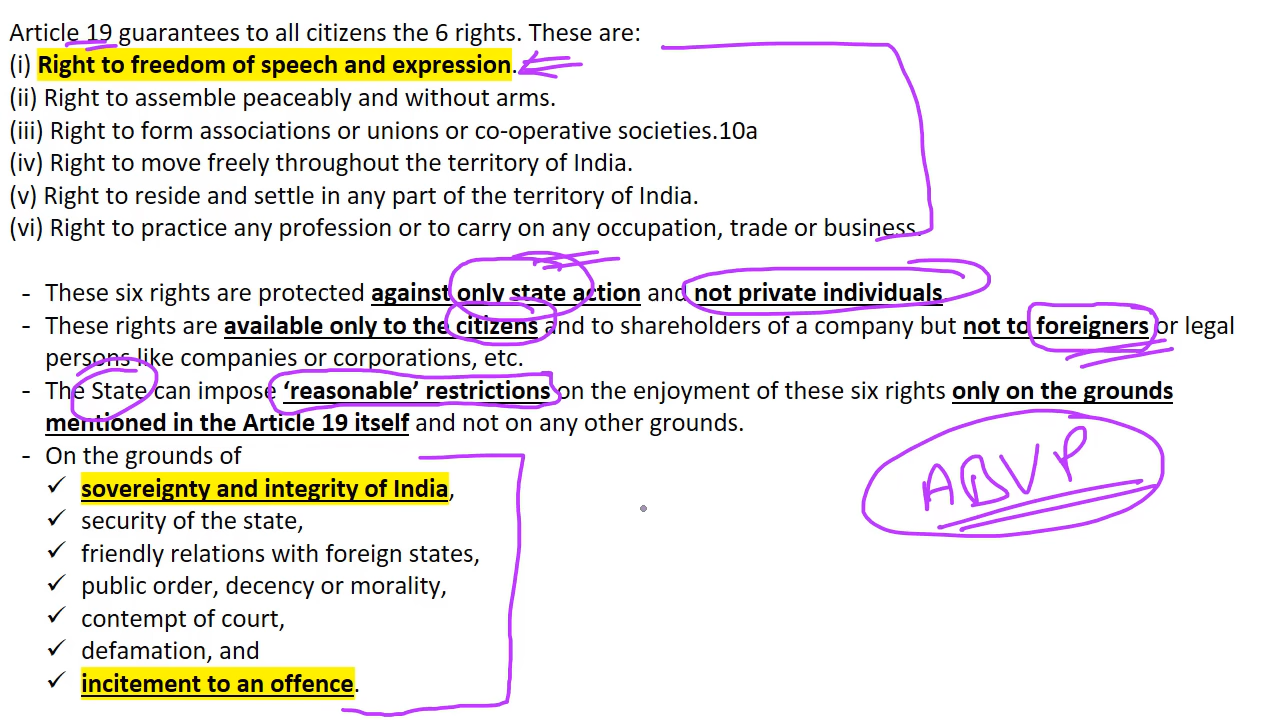 Article 19 guarantees to all citizens the 6 rights. These are:
(i) Right to freedom of speech and expression.
(ii) Right to assemble peaceably and without arms.
(iii) Right to form associations or unions or co-operative societies.10a
(iv) Right to move freely throughout the territory of India.
(v) Right to reside and settle in any part of the territory of India.
(vi) Right to practice any profession or to carry on any occupation, trade or business.
- These six rights are protected against only state action and not private individuals.
- These rights are available only to the citizens and to shareholders of a company but not to foreigners or legal
persons like companies or corporations, etc.
- The State can impose ‘reasonable’ restrictions on the enjoyment of these six rights only on the grounds
mentioned in the Article 19 itself and not on any other grounds.
- On the grounds of
✓ sovereignty and integrity of India,
✓ security of the state,
✓ friendly relations with foreign states,
✓ public order, decency or morality,
✓ contempt of court,
✓ defamation, and
✓ incitement to an offence.
ABVP